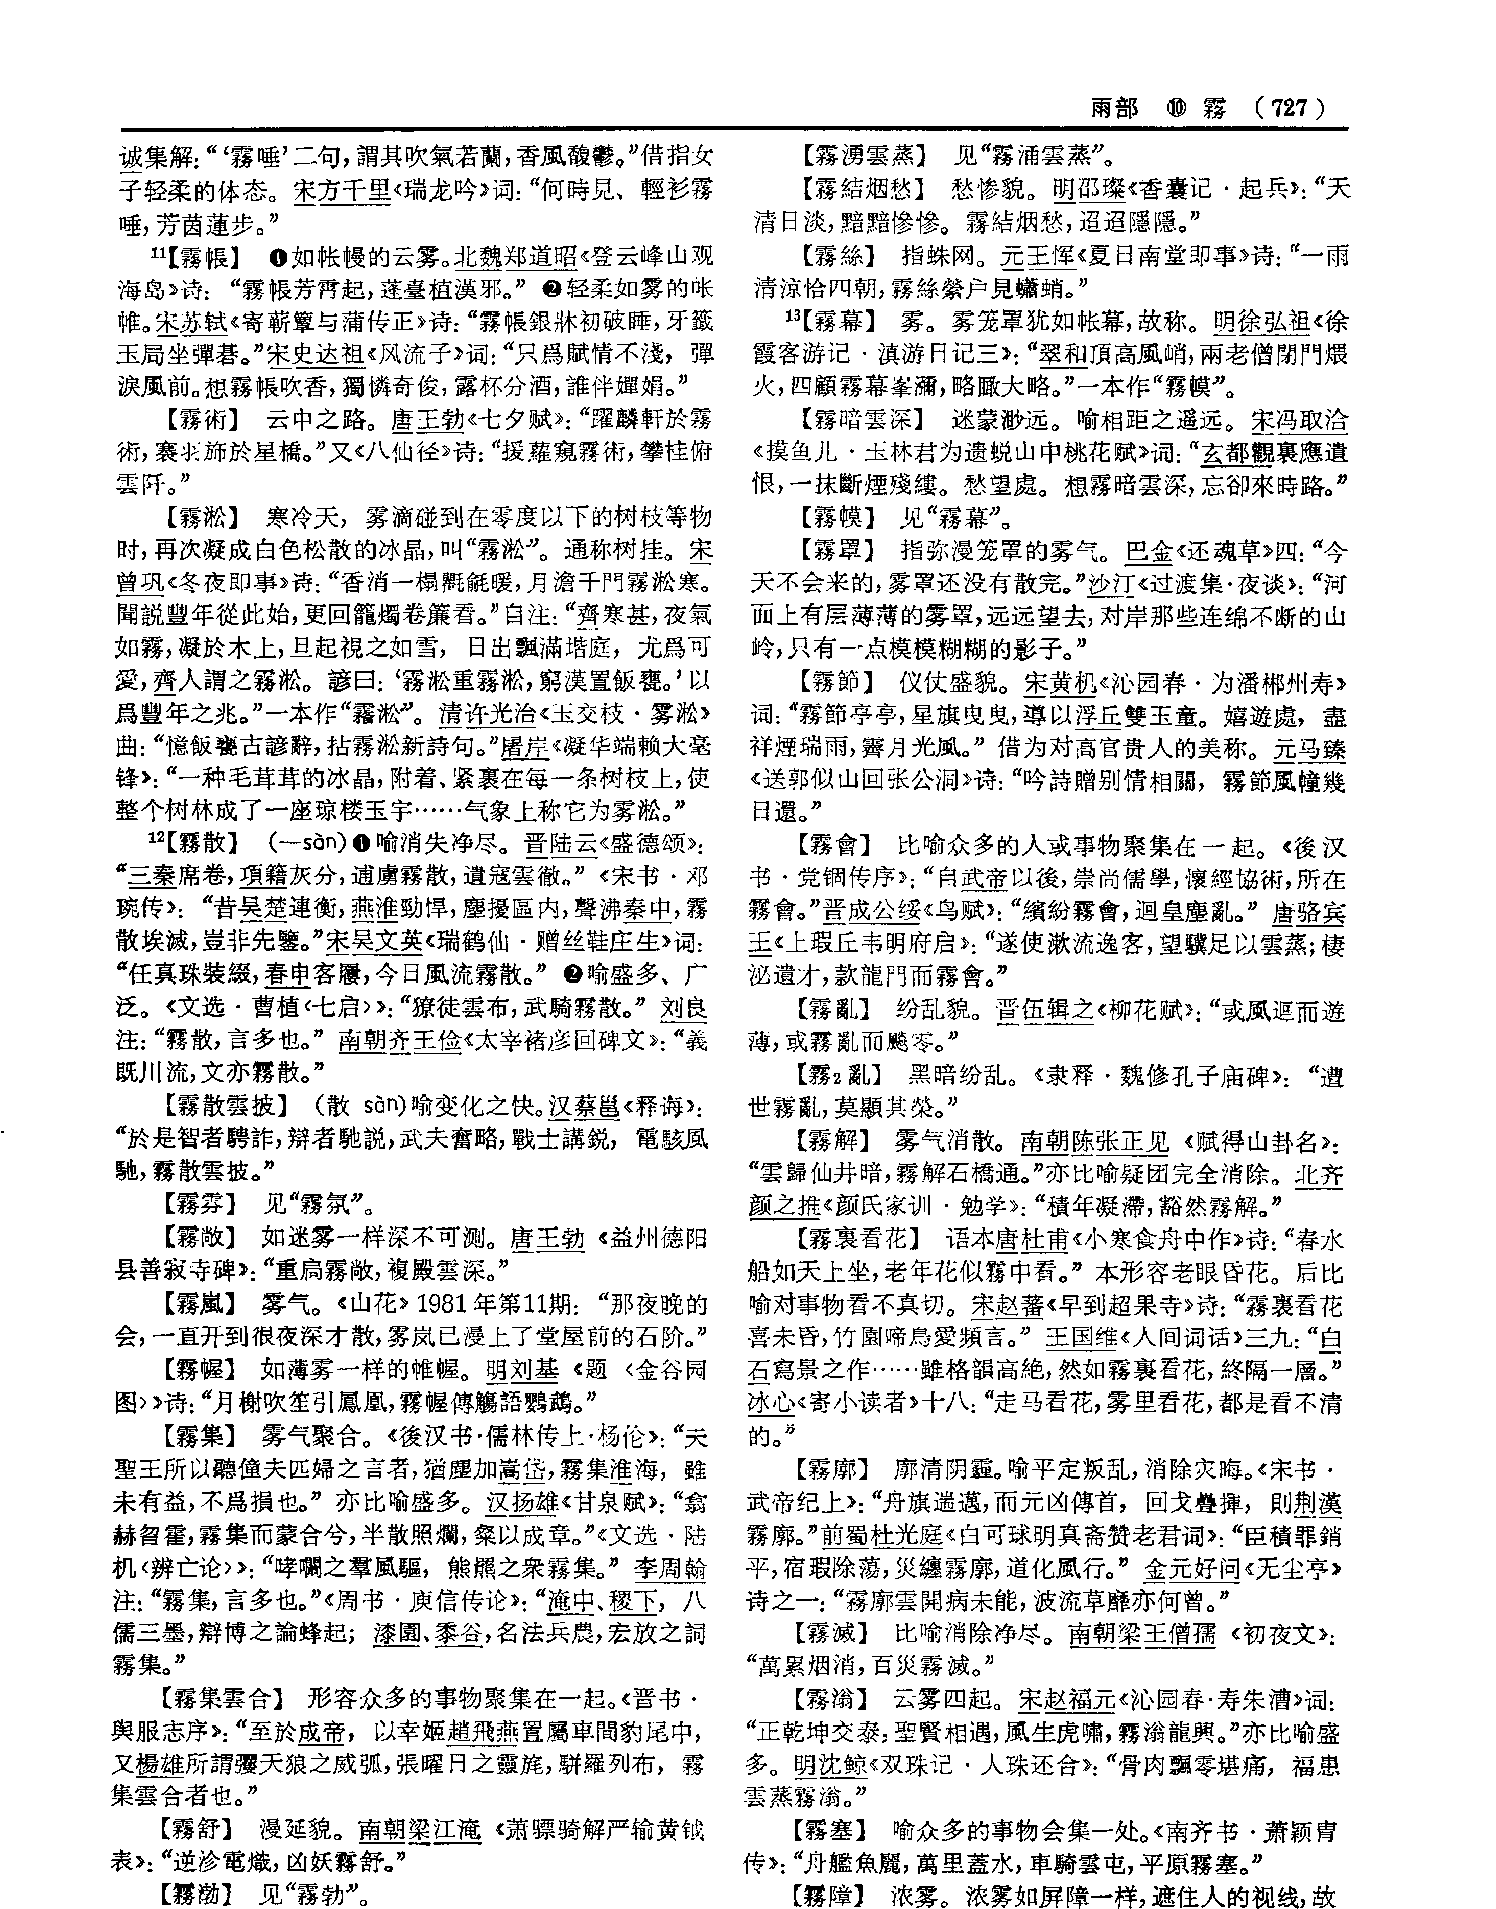 雨部 ⑩ 霧 (727)
诚集解:“‘霧唾’二句,謂其吹氣若蘭,香風馥鬱。”借指女
子轻柔的体态。宋方千里《瑞龙吟》词:“何時見、輕衫霧
唾,芳茵蓮步。”
¹¹【霧帳】 ❶如帐幔的云雾。北魏郑道昭《登云峰山观
海岛》诗: “霧帳芳霄起,蓬臺植漢邪。” ❷轻柔如雾的帐
帷。宋苏轼《寄蕲簟与蒲传正》诗:“霧帳銀牀初破睡,牙籤
玉局坐彈碁。”宋史达祖《风流子》词:“只爲賦情不淺, 彈
淚風前。想霧帳吹香,獨憐奇俊,露杯分酒,誰伴嬋娟。”
【霧術】 云中之路。唐王勃《七夕赋》:“躍麟軒於霧
術,褰羽旆於星橋。”又《八仙径》诗:“援蘿窺霧術,攀桂俯
雲阡。”
【霧淞】 寒冷天, 雾滴碰到在零度以下的树枝等物
时,再次凝成白色松散的冰晶,叫“霧淞”。通称树挂。宋
曾巩《冬夜即事》诗:“香消一榻氍毹暖,月澹千門霧淞寒。
聞説豐年從此始,更回籠燭卷簾看。”自注:“齊寒甚,夜氣
如霧,凝於木上,旦起視之如雪, 日出飄滿堦庭, 尤爲可
愛,齊人謂之霧淞。諺曰:‘霧淞重霧淞,窮漢置飯甕。’以
爲豐年之兆。”一本作“霿淞”。清许光治《玉交枝·雾淞》
曲:“憶飯甕古諺辭,拈霧淞新詩句。”屠岸《凝华端赖大毫
锋》:“一种毛茸茸的冰晶,附着、紧裹在每一条树枝上,使
整个树林成了一座琼楼玉宇……气象上称它为雾淞。”
¹²【霧散】 (—sàn)❶喻消失净尽。晋陆云《盛德颂》:
“三秦席卷,項籍灰分,逋虜霧散,遺寇雲徹。”《宋书·邓
琬传》: “昔吴楚連衡,燕淮勁悍,塵擾區内,聲沸秦中,霧
散埃滅,豈非先鑒。”宋吴文英《瑞鹤仙·赠丝鞋庄生》词:
“任真珠裝綴,春申客屨,今日風流霧散。” ❷喻盛多、广
泛。《文选·曹植〈七启〉》:“獠徒雲布,武騎霧散。” 刘良
注:“霧散,言多也。” 南朝齐王俭《太宰褚彦回碑文》:“義
既川流,文亦霧散。”
【霧散雲披】 (散 sàn)喻变化之快。汉蔡邕《释诲》:
“於是智者騁詐,辯者馳説,武夫奮略,戰士講鋭, 電駭風
馳,霧散雲披。”
【霧雰】 见“霧氛”。
【霧敞】 如迷雾一样深不可测。唐王勃《益州德阳
县善寂寺碑》:“重扃霧敞,複殿雲深。”
【霧嵐】 雾气。《山花》1981年第11期: “那夜晚的
会,一直开到很夜深才散,雾岚已漫上了堂屋前的石阶。”
【霧幄】 如薄雾一样的帷幄。明刘基《题〈金谷园
图〉》诗:“月榭吹笙引鳳凰,霧幄傳觴語鸚鵡。”
【霧集】 雾气聚合。《後汉书·儒林传上·杨伦》:“天
聖王所以聽僮夫匹婦之言者,猶塵加嵩岱,霧集淮海, 雖
未有益,不爲損也。” 亦比喻盛多。汉扬雄《甘泉赋》:“翕
赫曶霍,霧集而蒙合兮,半散照爛,粲以成章。”《文选·陆
机〈辨亡论〉》:“哮闞之羣風驅, 熊羆之衆霧集。” 李周翰
注:“霧集,言多也。”《周书·庾信传论》:“淹中、稷下, 八
儒三墨,辯博之論蜂起; 漆園、黍谷,名法兵農,宏放之詞
霧集。”
【霧集雲合】 形容众多的事物聚集在一起。《晋书·
舆服志序》:“至於成帝, 以幸姬趙飛燕置屬車間豹尾中,
又楊雄所謂彏天狼之威弧,張曜日之靈旄,駢羅列布, 霧
集雲合者也。”
【霧舒】 漫延貌。南朝梁江淹《萧骠骑解严输黄钺
表》:“逆沴電熾,凶妖霧舒。”
【霧渤】 见“霧勃”。
【霧湧雲蒸】 见“霧涌雲蒸”。
【霧結烟愁】 愁惨貌。明邵璨《香囊记·起兵》:“天
清日淡,黯黯慘慘。霧結烟愁,迢迢隱隱。”
【霧絲】 指蛛网。元王恽《夏日南堂即事》诗:“一雨
清涼恰四朝,霧絲縈户見蠨蛸。”
¹³【霧幕】 雾。雾笼罩犹如帐幕,故称。明徐弘祖《徐
霞客游记·滇游日记三》:“翠和頂高風峭,兩老僧閉門煨
火,四顧霧幕峯瀰,略瞰大略。”一本作“霧幙”。
【霧暗雲深】 迷蒙渺远。喻相距之遥远。宋冯取洽
《摸鱼儿·玉林君为遗蜕山中桃花赋》词:“玄都觀裏應遺
恨,一抹斷煙殘縷。愁望處。想霧暗雲深,忘卻來時路。”
【霧幙】 见“霧幕”。
【霧罩】 指弥漫笼罩的雾气。巴金《还魂草》四:“今
天不会来的,雾罩还没有散完。”沙汀《过渡集·夜谈》:“河
面上有层薄薄的雾罩,远远望去,对岸那些连绵不断的山
岭,只有一点模模糊糊的影子。”
【霧節】 仪仗盛貌。宋黄机《沁园春·为潘郴州寿》
词:“霧節亭亭,星旗曳曳,導以浮丘雙玉童。嬉遊處, 盡
祥煙瑞雨,霽月光風。” 借为对高官贵人的美称。元马臻
《送郭似山回张公洞》诗:“吟詩贈别情相關, 霧節風幢幾
日還。”
【霧會】 比喻众多的人或事物聚集在一起。《後汉
书·党锢传序》:“自武帝以後,崇尚儒學,懷經協術,所在
霧會。”晋成公绥《鸟赋》:“繽紛霧會,迴皇塵亂。” 唐骆宾
王《上瑕丘韦明府启》:“遂使漱流逸客,望驥足以雲蒸;棲
泌遺才,款龍門而霧會。”
【霧亂】 纷乱貌。晋伍辑之《柳花赋》:“或風迴而遊
薄,或霧亂而飈零。”
【霧₂亂】 黑暗纷乱。《隶释·魏修孔子庙碑》: “遭
世霧亂,莫顯其榮。”
【霧解】 雾气消散。南朝陈张正见《赋得山卦名》:
“雲歸仙井暗,霧解石橋通。”亦比喻疑团完全消除。北齐
颜之推《颜氏家训·勉学》:“積年凝滯,豁然霧解。”
【霧裏看花】 语本唐杜甫《小寒食舟中作》诗:“春水
船如天上坐,老年花似霧中看。” 本形容老眼昏花。后比
喻对事物看不真切。宋赵蕃《早到超果寺》诗:“霧裏看花
喜未昏,竹園啼鳥愛頻言。” 王国维《人间词话》三九:“白
石寫景之作……雖格韻高絶,然如霧裏看花,終隔一層。”
冰心《寄小读者》十八:“走马看花,雾里看花,都是看不清
的。”
【霧廓】 廓清阴霾。喻平定叛乱,消除灾晦。《宋书·
武帝纪上》:“舟旗遄邁,而元凶傳首, 回戈疊揮, 則荆漢
霧廓。”前蜀杜光庭《白可球明真斋赞老君词》:“臣積罪銷
平,宿瑕除蕩,災纏霧廓,道化風行。” 金元好问《无尘亭》
诗之一:“霧廓雲開病未能,波流草靡亦何曾。”
【霧滅】 比喻消除净尽。南朝梁王僧孺《初夜文》:
“萬累烟消,百災霧滅。”
【霧滃】 云雾四起。宋赵福元《沁园春·寿朱漕》词:
“正乾坤交泰;聖賢相遇,風生虎嘯,霧滃龍興。”亦比喻盛
多。明沈鲸《双珠记·人珠还合》:“骨肉飄零堪痛, 福患
雲蒸霧滃。”
【霧塞】 喻众多的事物会集一处。《南齐书·萧颖胄
传》:“舟艦魚麗,萬里蓋水,車騎雲屯,平原霧塞。”
【霧障】 浓雾。浓雾如屏障一样,遮住人的视线,故